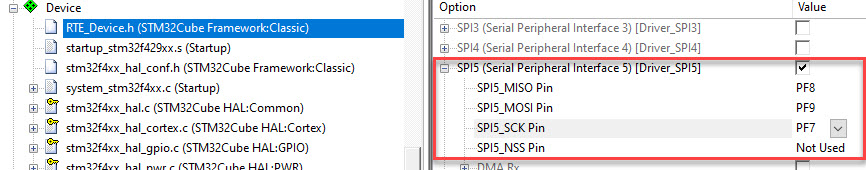 Device
RTE_Device.h (STM32Cube Framework:Classic)
startup_stm32f429xx.s (Startup)
stm32f4xx_hal_conf.h (STM32Cube Framework:Classic)
system_stm32f4xx.c (Startup)
stm32f4xx_hal.c (STM32Cube HAL:Common)
stm32f4xx_hal_cortex.c (STM32Cube HAL:Cortex)
stm32f4xx_hal_gpio.c (STM32Cube HAL:GPIO)
stm32f4xx_hal_pwr.c (STM32Cube HAL:PWR)
Option Value
SPI3 (Serial Peripheral Interface 3) [Driver_SPI3]
SPI4 (Serial Peripheral Interface 4) [Driver_SPI4]
SPI5 (Serial Peripheral Interface 5) [Driver_SPI5]
SPI5_MISO Pin PF8
SPI5_MOSI Pin PF9
SPI5_SCK Pin PF7
SPI5_NSS Pin Not Used
DMA Rx